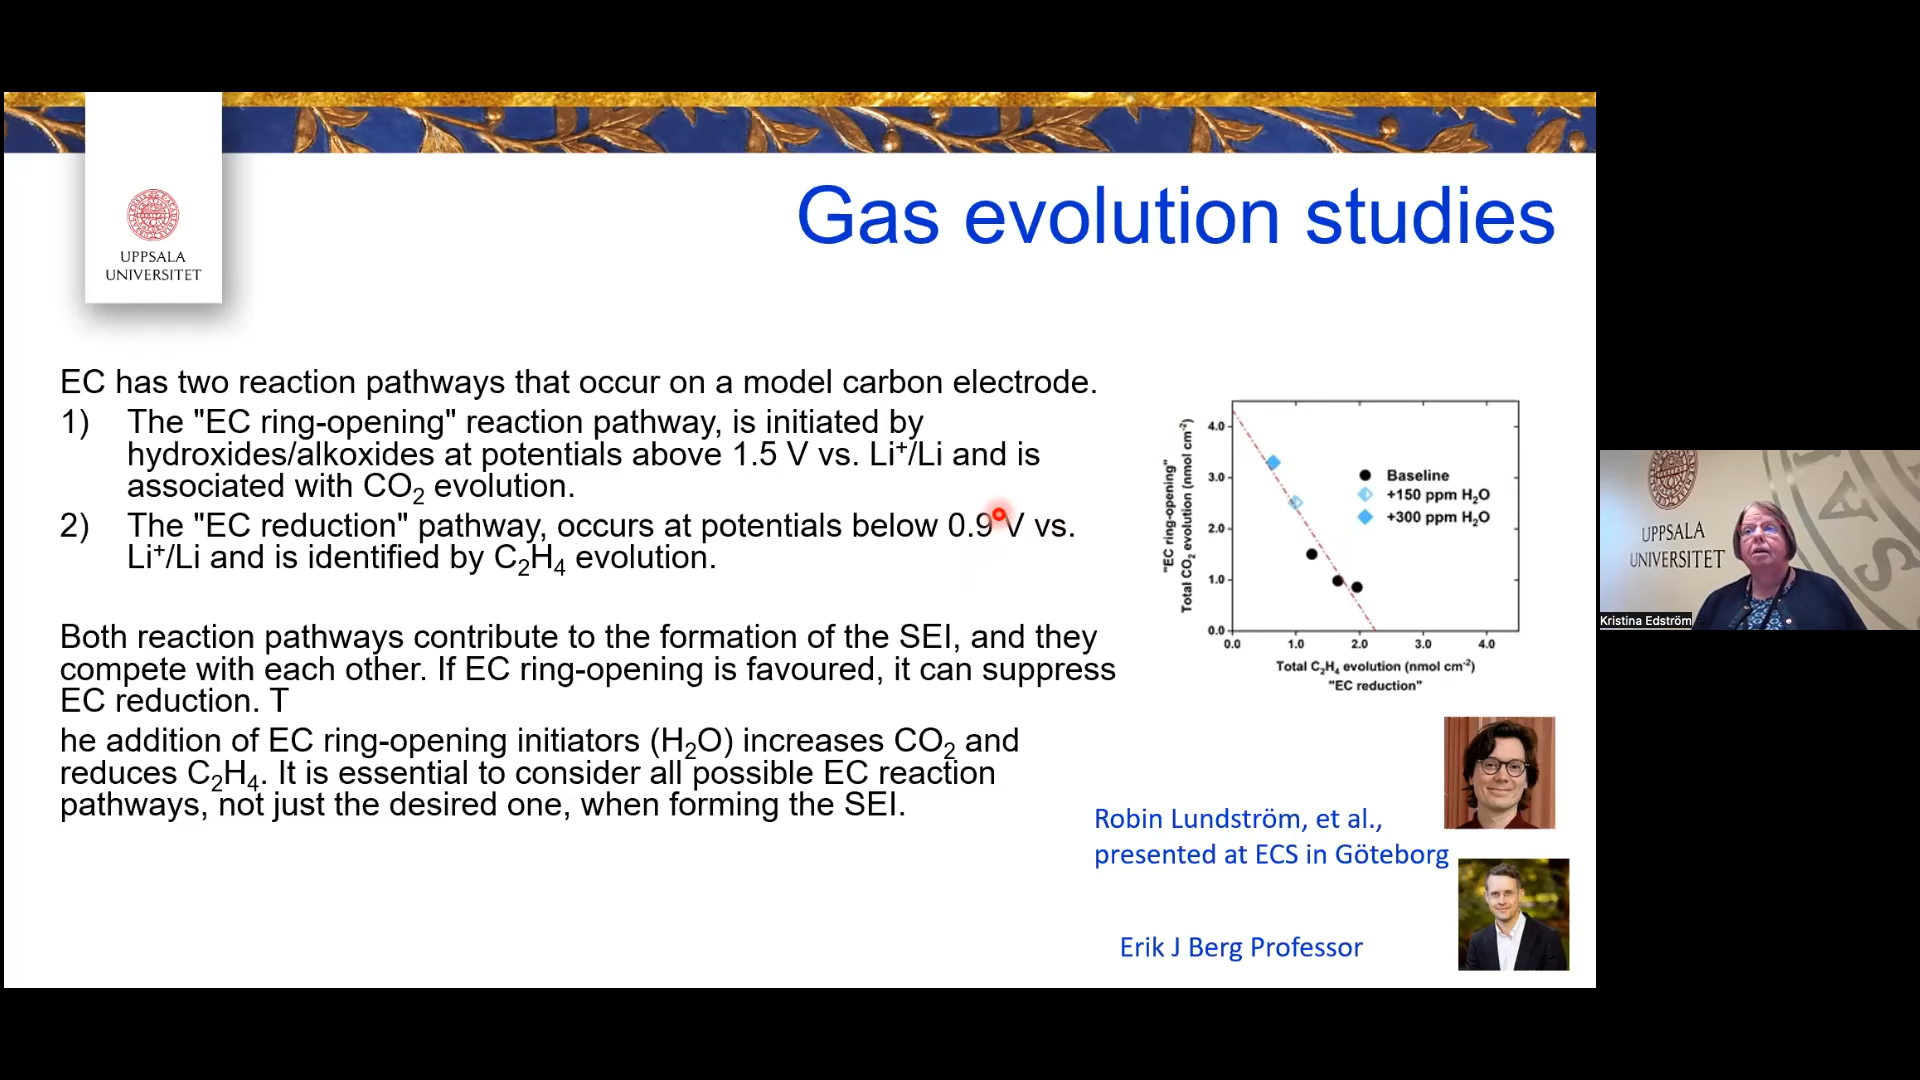 UPPSALA
UNIVERSITET
Gas evolution studies
EC has two reaction pathways that occur on a model carbon electrode.
1) The "EC ring-opening" reaction pathway, is initiated by
hydroxides/alkoxides at potentials above 1.5 V vs. Li⁺/Li and is
associated with CO₂ evolution.
2) The "EC reduction" pathway, occurs at potentials below 0.9 V vs.
Li⁺/Li and is identified by C₂H₄ evolution.
Both reaction pathways contribute to the formation of the SEI, and they
compete with each other. If EC ring-opening is favoured, it can suppress
EC reduction. T
he addition of EC ring-opening initiators (H₂O) increases CO₂ and
reduces C₂H₄. It is essential to consider all possible EC reaction
pathways, not just the desired one, when forming the SEI.
"EC ring-opening"
Total CO₂ evolution (nmol cm⁻²)
4.0
3.0
2.0
1.0
0.0
Baseline
+150 ppm H₂O
+300 ppm H₂O
0.0 1.0 2.0 3.0 4.0
Total C₂H₄ evolution (nmol cm⁻²)
"EC reduction"
Robin Lundström, et al.,
presented at ECS in Göteborg
Erik J Berg Professor
UPPSALA
UNIVERSITET
Kristina Edström